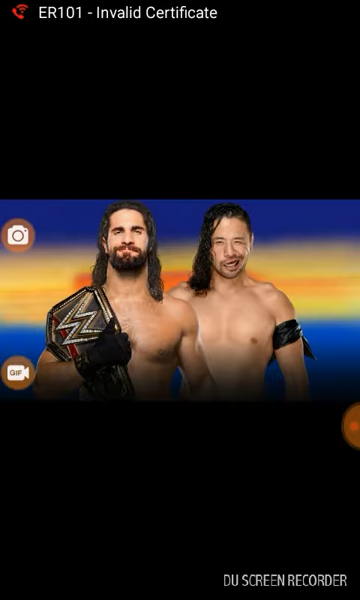 ER101 - Invalid Certificate
GIF
DU SCREEN RECORDER